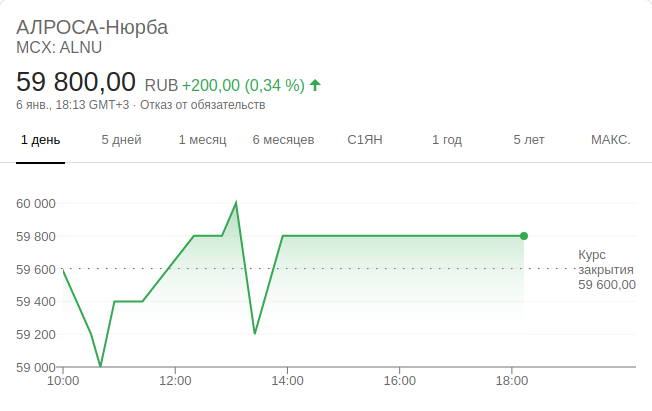 АЛРОСА-Нюрба
MCX: ALNU
59 800,00 RUB +200,00 (0,34 %)
6 янв., 18:13 GMT+3 · Отказ от обязательств
1 день 5 дней 1 месяц 6 месяцев С1ЯН 1 год 5 лет МАКС.
60 000
59 800
59 600
59 400
59 200
59 000
Курс
закрытия
59 600,00
10:00 12:00 14:00 16:00 18:00